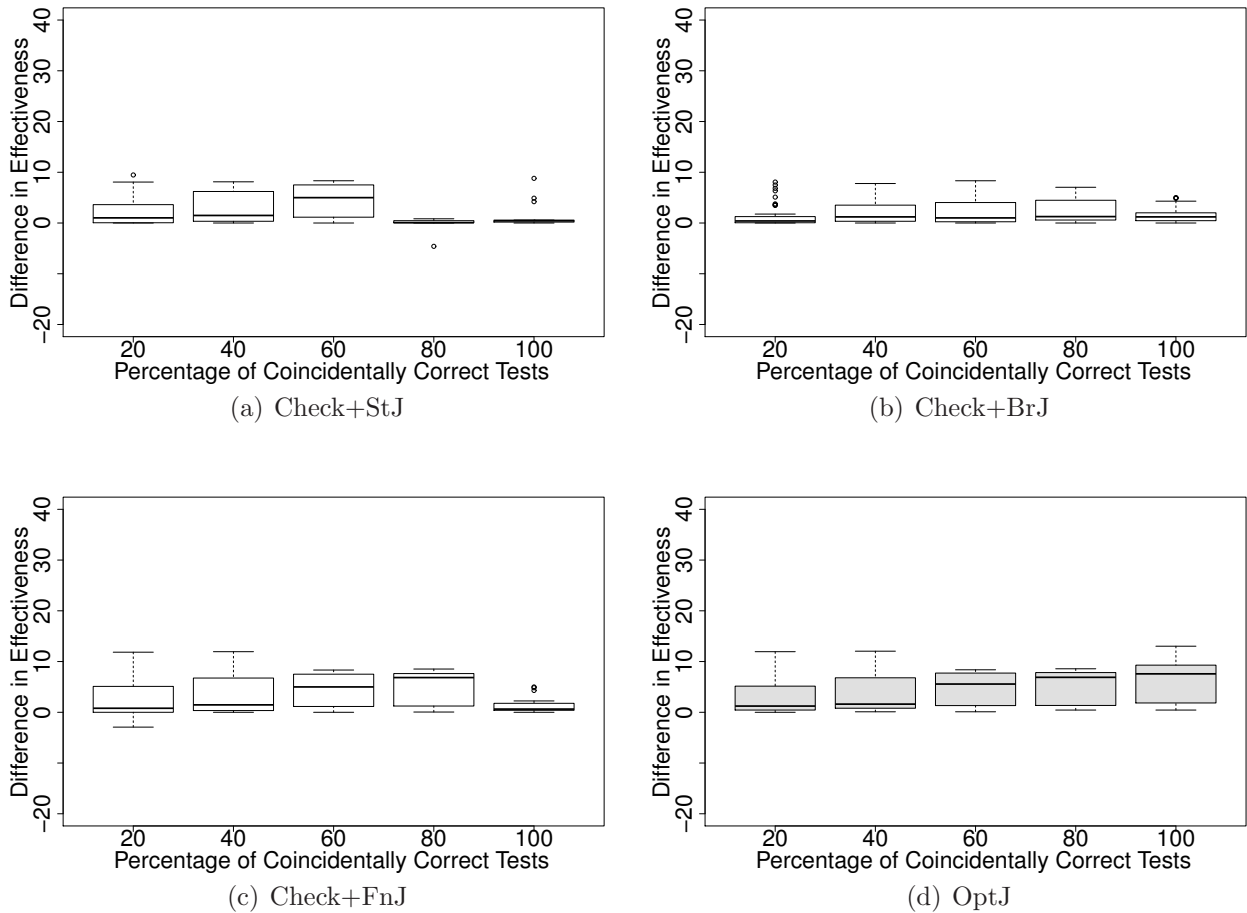 Difference in Effectiveness
40
30
20
10
0
−20
20 40 60 80 100
Percentage of Coincidentally Correct Tests
(a) Check+StJ
Difference in Effectiveness
40
30
20
10
0
−20
20 40 60 80 100
Percentage of Coincidentally Correct Tests
(b) Check+BrJ
Difference in Effectiveness
40
30
20
10
0
−20
20 40 60 80 100
Percentage of Coincidentally Correct Tests
(c) Check+FnJ
Difference in Effectiveness
40
30
20
10
0
−20
20 40 60 80 100
Percentage of Coincidentally Correct Tests
(d) OptJ